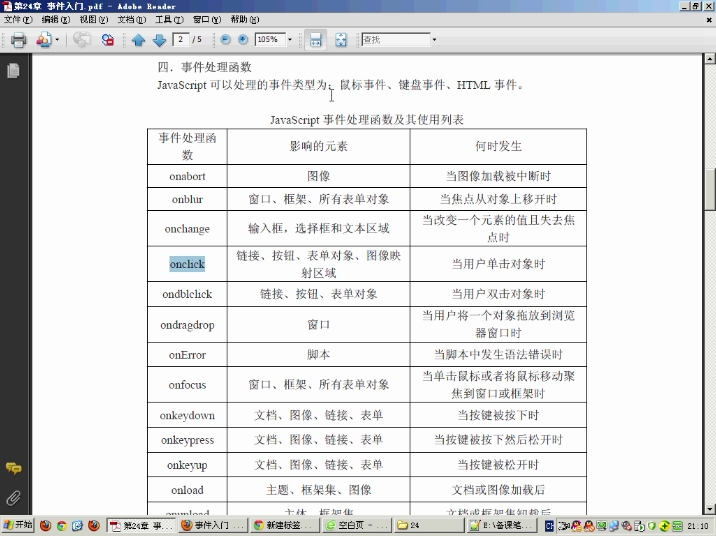 第24章 事件入门.pdf - Adobe Reader
文件(F) 编辑(E) 视图(V) 文档(D) 工具(T) 窗口(W) 帮助(H)
2 / 5 105% 查找
四．事件处理函数
JavaScript 可以处理的事件类型为：鼠标事件、键盘事件、HTML 事件。
JavaScript 事件处理函数及其使用列表
事件处理函数 影响的元素 何时发生
onabort 图像 当图像加载被中断时
onblur 窗口、框架、所有表单对象 当焦点从对象上移开时
onchange 输入框，选择框和文本区域 当改变一个元素的值且失去焦点时
onclick 链接、按钮、表单对象、图像映射区域 当用户单击对象时
ondblclick 链接、按钮、表单对象 当用户双击对象时
ondragdrop 窗口 当用户将一个对象拖放到浏览器窗口时
onError 脚本 当脚本中发生语法错误时
onfocus 窗口、框架、所有表单对象 当单击鼠标或者将鼠标移动聚焦到窗口或框架时
onkeydown 文档、图像、链接、表单 当按键被按下时
onkeypress 文档、图像、链接、表单 当按键被按下然后松开时
onkeyup 文档、图像、链接、表单 当按键被松开时
onload 主题、框架集、图像 文档或图像加载后
onunload 主体、框架集 文档或框架集卸载后
开始 第24章 事... 事件入门 ... 新建标签... 空白页 - ... 24 E:\备课笔... CH 21:10